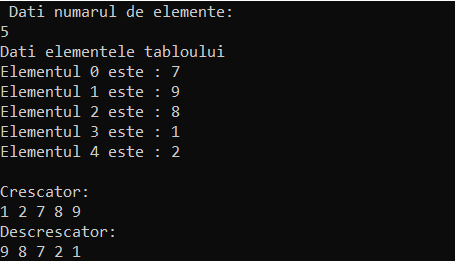 Dati numarul de elemente:
5
Dati elementele tabloului
Elementul 0 este : 7
Elementul 1 este : 9
Elementul 2 este : 8
Elementul 3 este : 1
Elementul 4 este : 2
Crescator:
1 2 7 8 9
Descrescator:
9 8 7 2 1